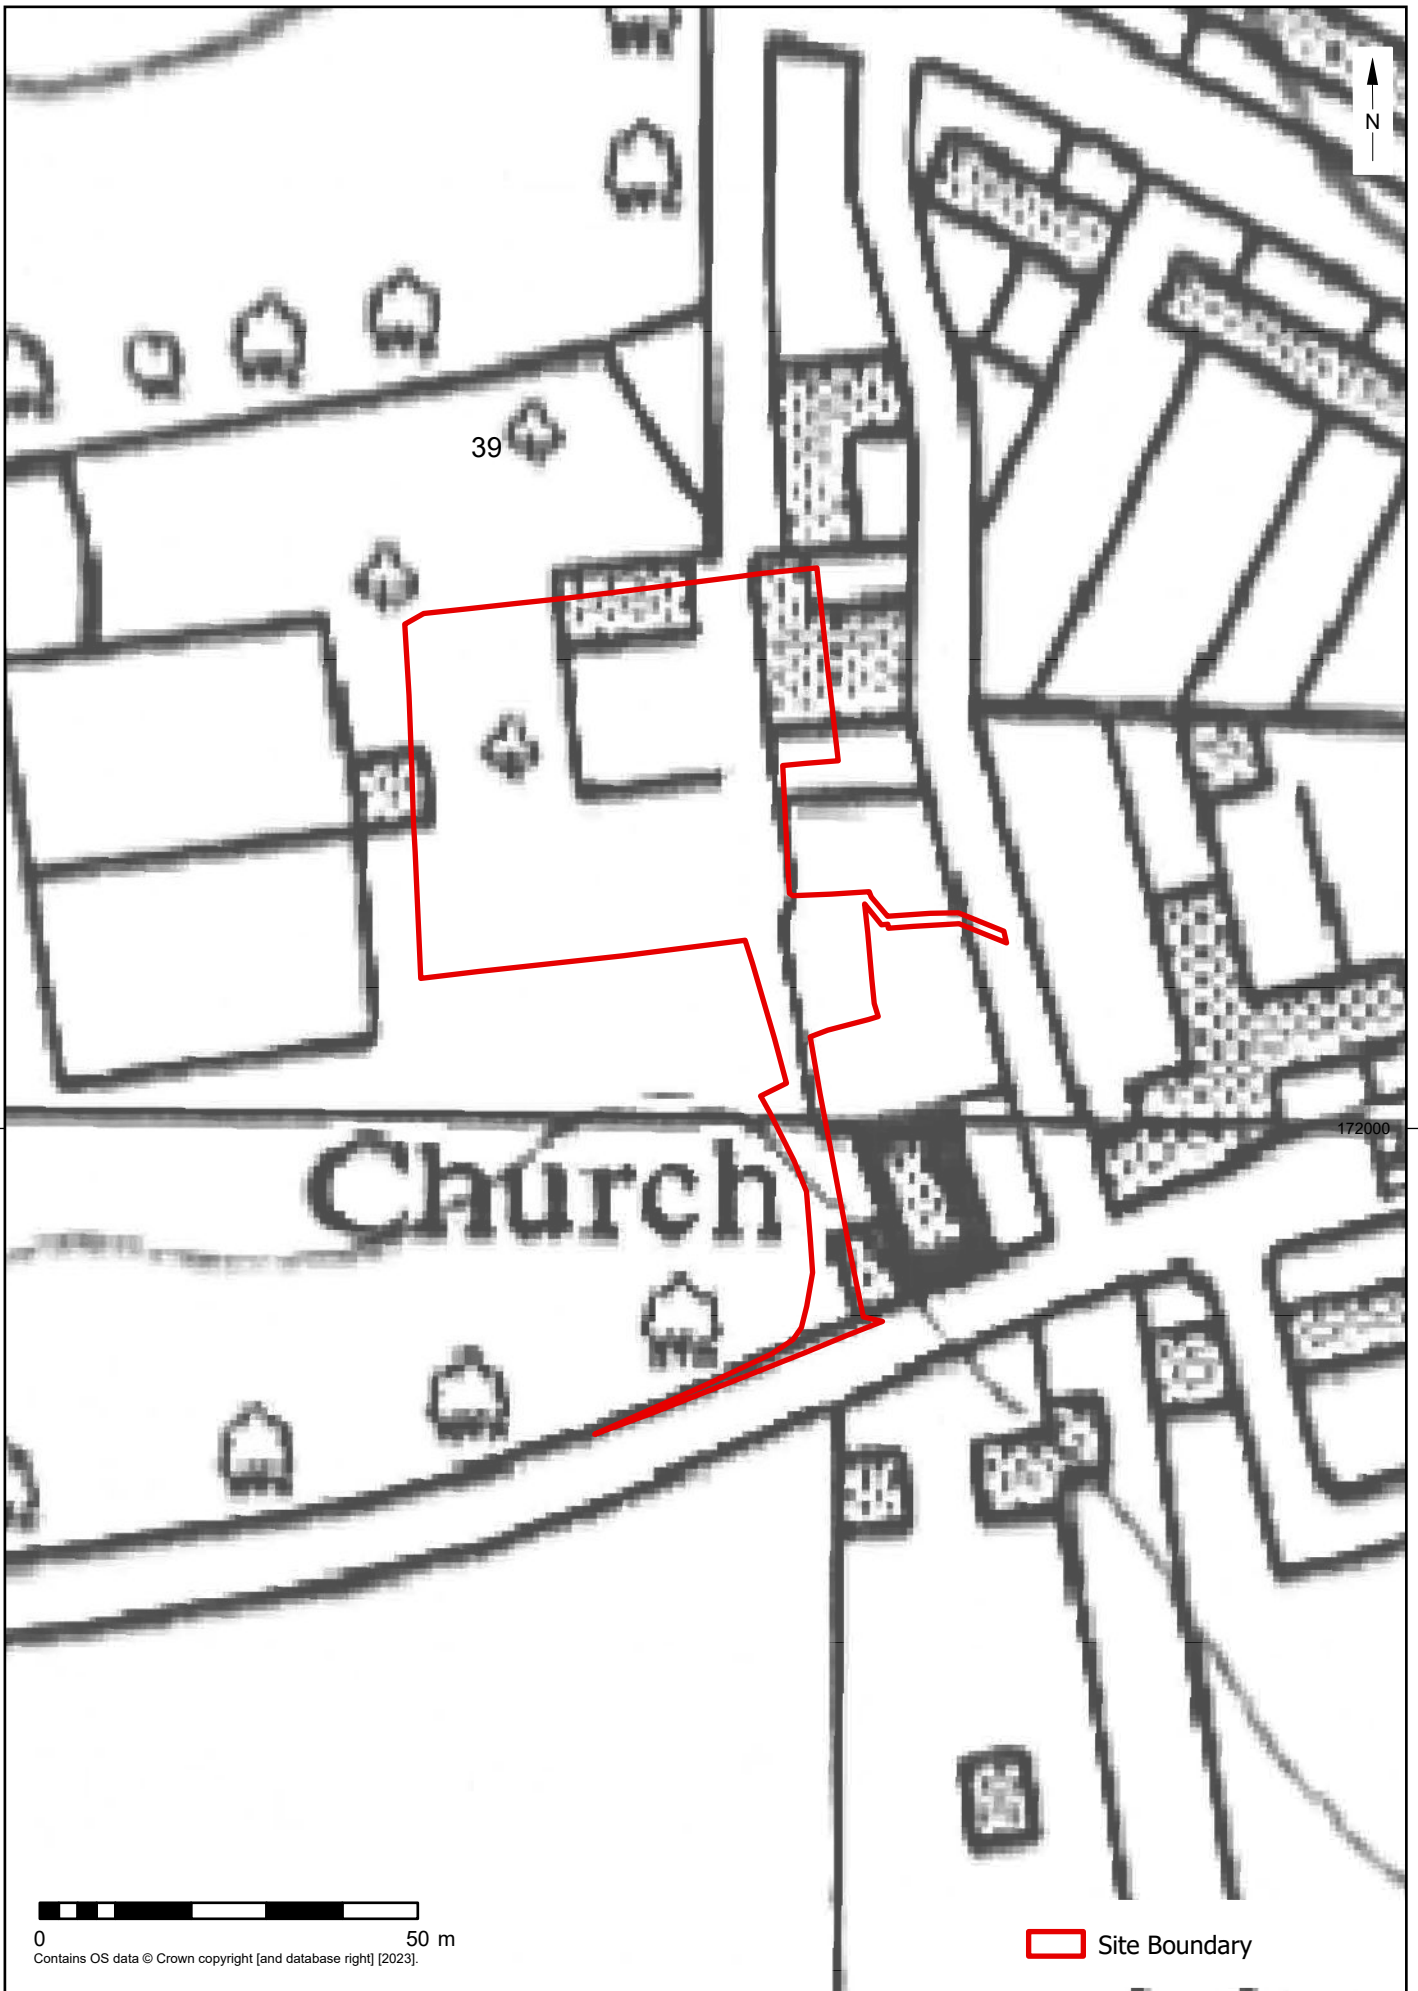 N
39
172000
Church
0 50 m
Contains OS data © Crown copyright [and database right] [2023].
Site Boundary